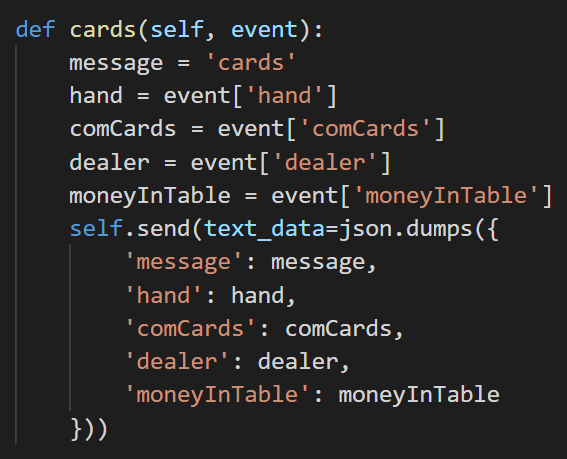 def cards(self, event):
    message = 'cards'
    hand = event['hand']
    comCards = event['comCards']
    dealer = event['dealer']
    moneyInTable = event['moneyInTable']
    self.send(text_data=json.dumps({
        'message': message,
        'hand': hand,
        'comCards': comCards,
        'dealer': dealer,
        'moneyInTable': moneyInTable
    }))